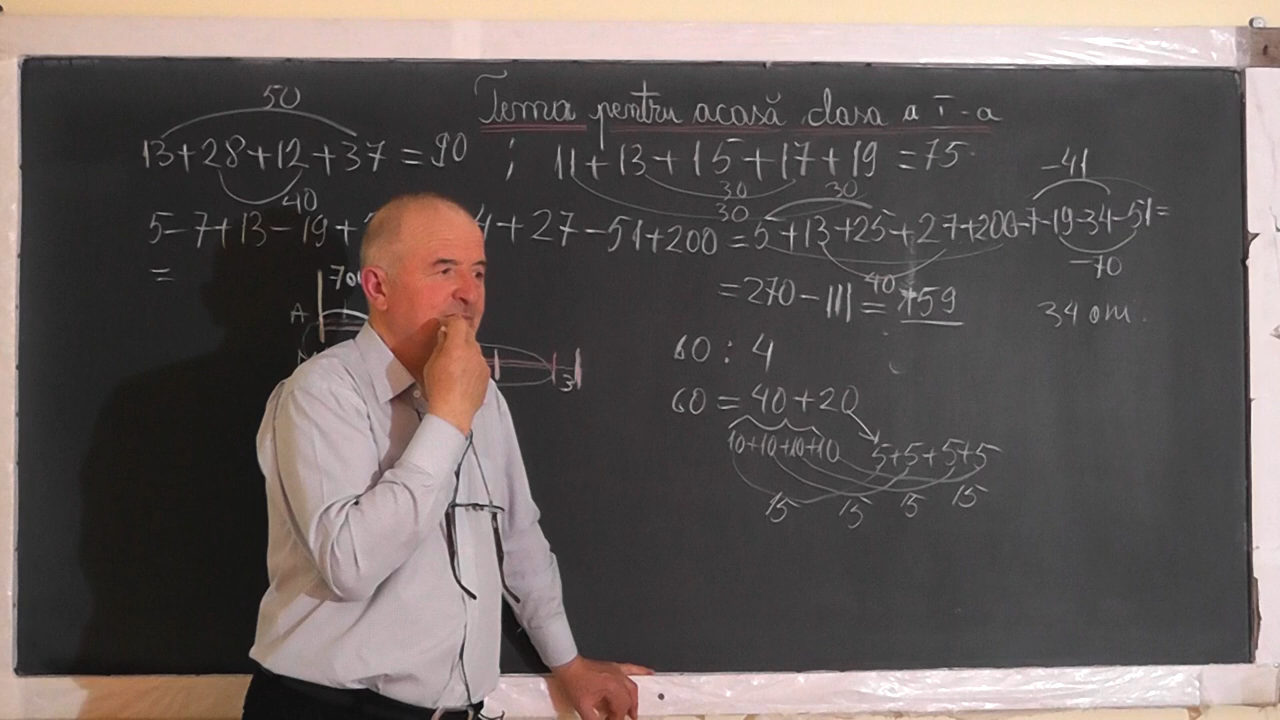 50
Tema pentru acasă clasa a V-a
13+28+12+37=90 ; 11+13+15+17+19=75
40 30 30 30 -41
5-7+13-19+ 4+27-51+200=5+13+25+27+200-7-19-34-51=
= 700 40 -70
A =270-111=159 34 om.
60:4
3
60=40+20
10+10+10+10 5+5+5+5
15 15 15 15